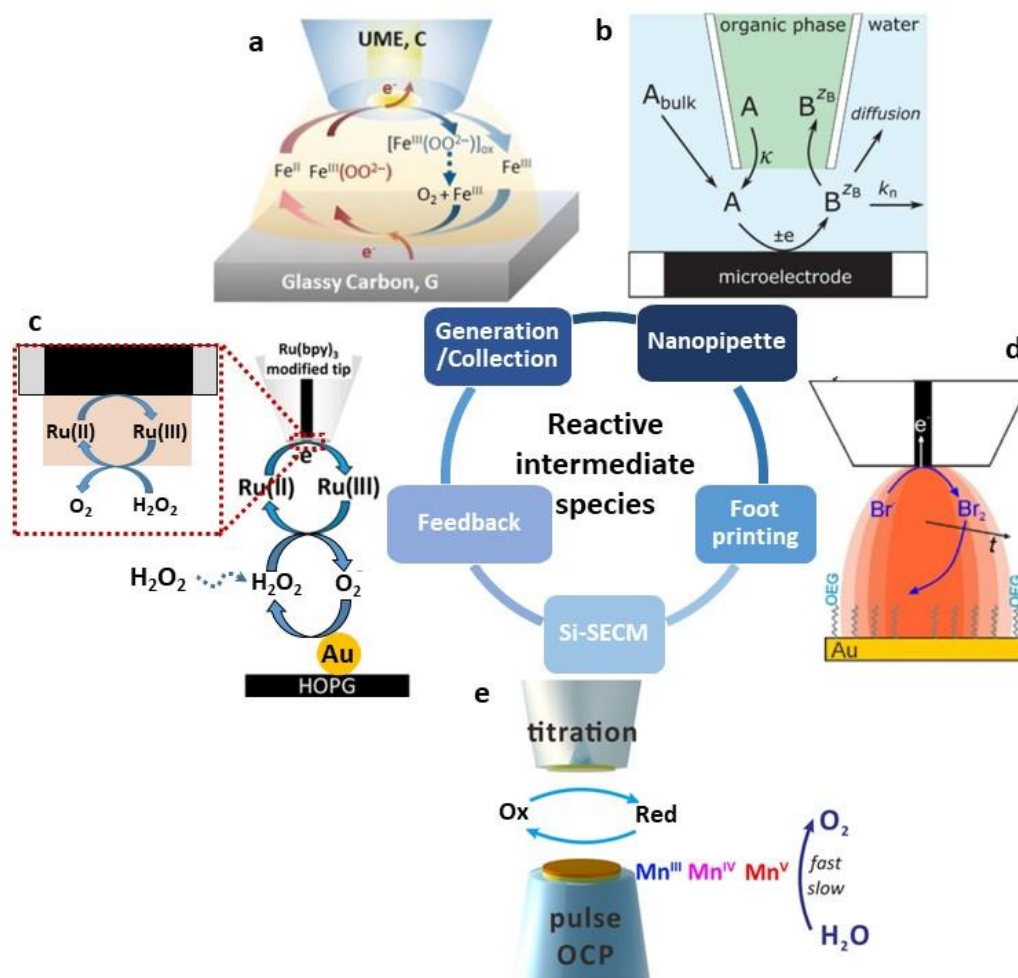 a
UME, C
e⁻
[Feᴵᴵᴵ(OO²⁻)]ox
Feᴵᴵ Feᴵᴵᴵ(OO²⁻)
Feᴵᴵᴵ
O₂ + Feᴵᴵᴵ
e⁻
Glassy Carbon, G
b
organic phase
water
A bulk
A
B^zB
diffusion
κ
A
B^zB
kn
±e
microelectrode
Generation
/Collection
Nanopipette
Reactive
intermediate
species
Feedback
Foot
printing
Si-SECM
c
Ru(II)
Ru(III)
O₂
H₂O₂
Ru(bpy)₃
modified tip
e⁻
Ru(II)
Ru(III)
H₂O₂
H₂O₂
O₂⁻
Au
HOPG
d
e⁻
Br⁻
Br₂
t
OEG
OEG
Au
e
titration
Ox
Red
Mnᴵᴵᴵ Mnᴵⱽ Mnⱽ
O₂
fast
slow
H₂O
pulse
OCP